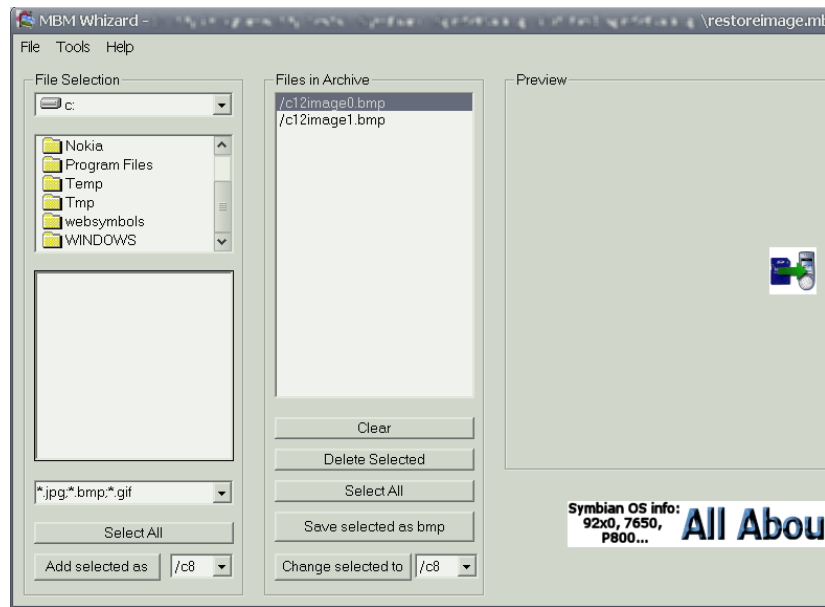 MBM Whizard -
\restoreimage.mb
File Tools Help
File Selection
c:
Nokia
Program Files
Temp
Tmp
websymbols
WINDOWS
*.jpg;*.bmp;*.gif
Select All
Add selected as /c8
Files in Archive
/c12image0.bmp
/c12image1.bmp
Clear
Delete Selected
Select All
Save selected as bmp
Change selected to /c8
Preview
Symbian OS info:
92x0, 7650,
P800...
All Abou